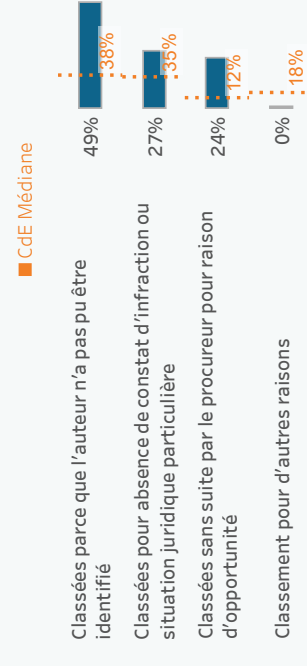 CdE Médiane
Classées parce que l'auteur n'a pas pu être
identifié
49%
38%
Classées pour absence de constat d'infraction ou
situation juridique particulière
27%
35%
Classées sans suite par le procureur pour raison
d'opportunité
24%
12%
Classement pour d'autres raisons
0%
18%